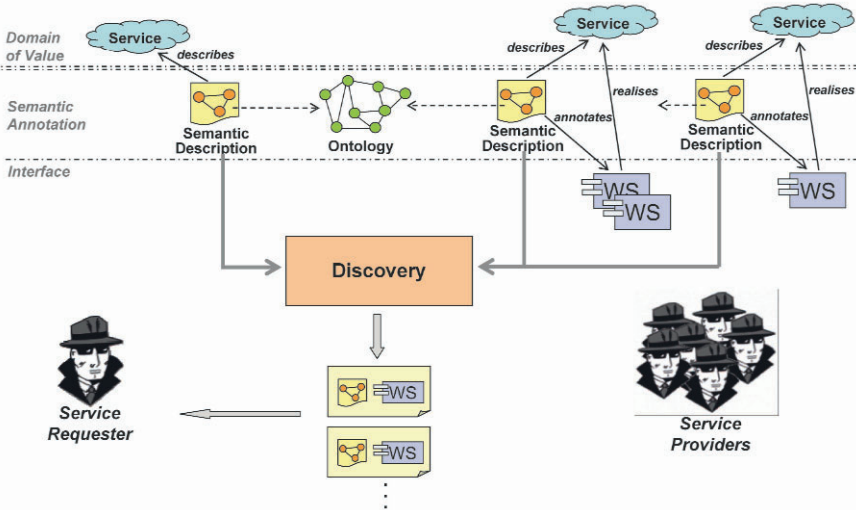 Domain
of Value
Service
describes
Service
describes
realises
Service
describes
realises
Semantic
Annotation
Semantic
Description
Ontology
Semantic
Description
annotates
Semantic
Description
annotates
Interface
WS
WS
WS
Discovery
Service
Requester
WS
WS
Service
Providers